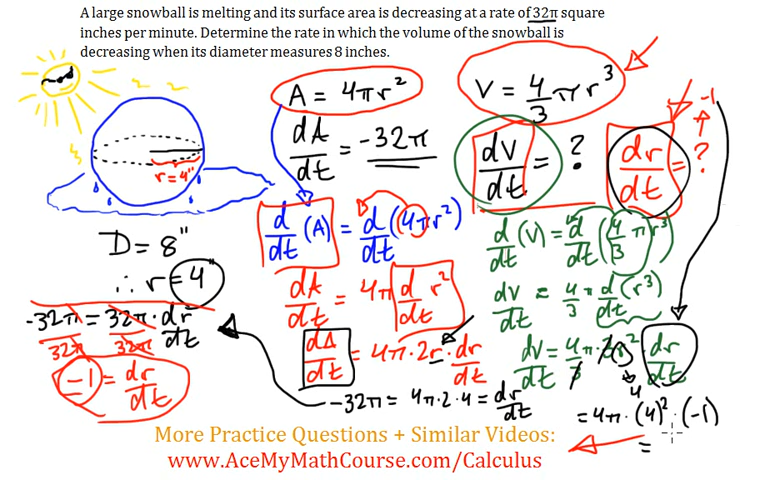 A large snowball is melting and its surface area is decreasing at a rate of 32π square
inches per minute. Determine the rate in which the volume of the snowball is
decreasing when its diameter measures 8 inches.
A = 4πr²
V = 4/3 πr³
-1
dA/dt = -32π
dV/dt = ?
dr/dt = ?
r=4"
d/dt (A) = d/dt (4πr²)
d/dt (V) = d/dt (4/3 πr³)
D = 8"
∴ r = 4"
dA/dt = 4π d/dt r²
dV/dt = 4/3 π d/dt (r³)
-32π/32π = 32π/32π · dr/dt
dA/dt = 4π · 2r · dr/dt
dV/dt = 4/3 π · 3r² dr/dt
4
-1 = dr/dt
-32π = 4π · 2 · 4 = dr/dt
= 4π · (4)² · (-1)
=
More Practice Questions + Similar Videos:
www.AceMyMathCourse.com/Calculus